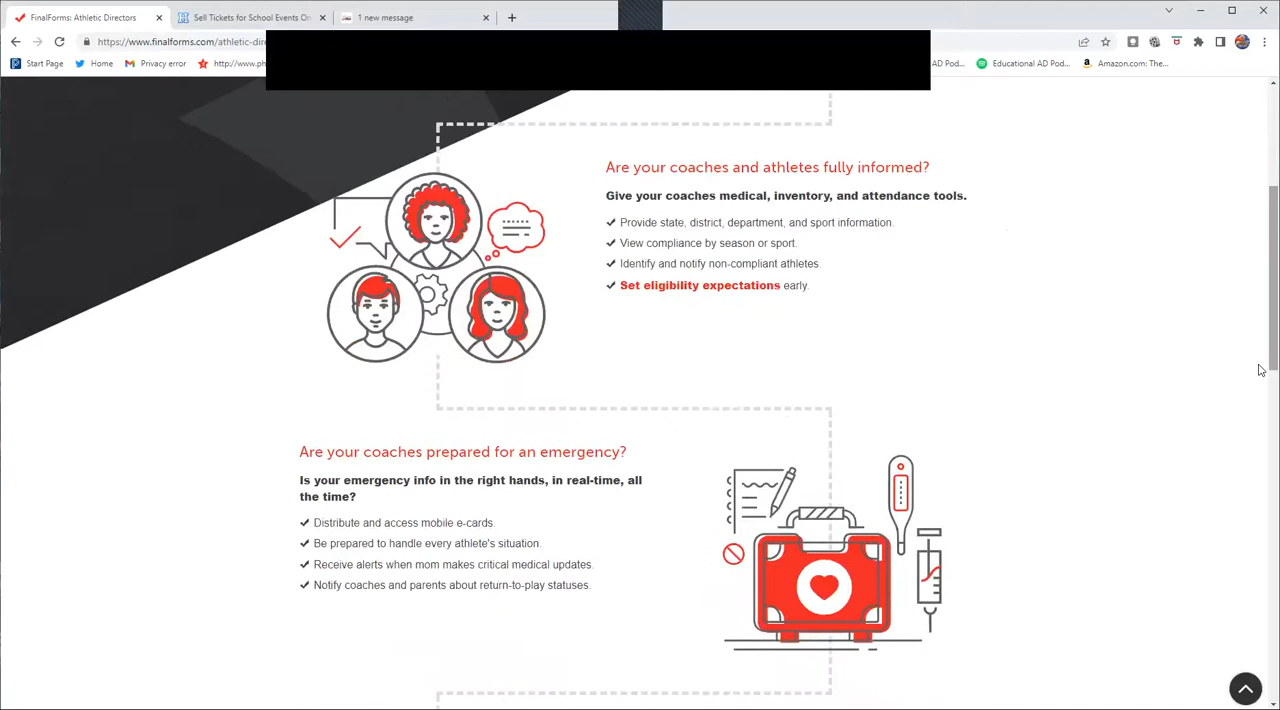 FinalForms: Athletic Directors
Sell Tickets for School Events On
1 new message
https://www.finalforms.com/athletic-dire
Start Page
Home
Privacy error
http://www.ph
AD Pod...
Educational AD Pod...
Amazon.com: The...
Are your coaches and athletes fully informed?
Give your coaches medical, inventory, and attendance tools.
Provide state, district, department, and sport information.
View compliance by season or sport.
Identify and notify non-compliant athletes.
Set eligibility expectations early.
Are your coaches prepared for an emergency?
Is your emergency info in the right hands, in real-time, all
the time?
Distribute and access mobile e-cards.
Be prepared to handle every athlete's situation.
Receive alerts when mom makes critical medical updates.
Notify coaches and parents about return-to-play statuses.